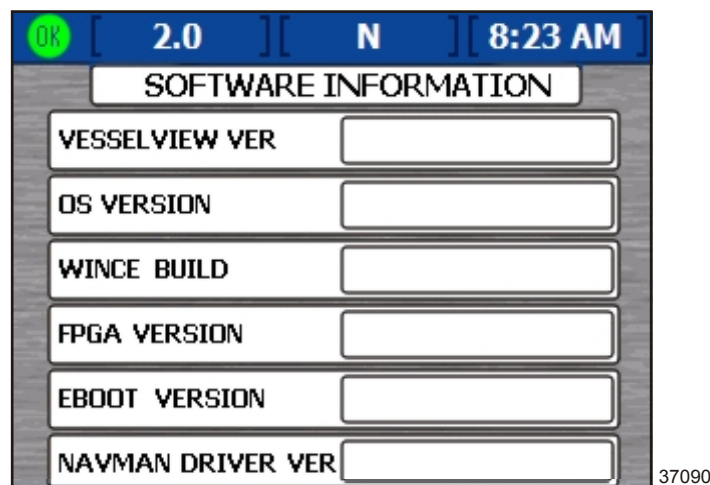 OK [ 2.0 ][ N ][ 8:23 AM ]
SOFTWARE INFORMATION
VESSELVIEW VER
OS VERSION
WINCE BUILD
FPGA VERSION
EBOOT VERSION
NAVMAN DRIVER VER
37090